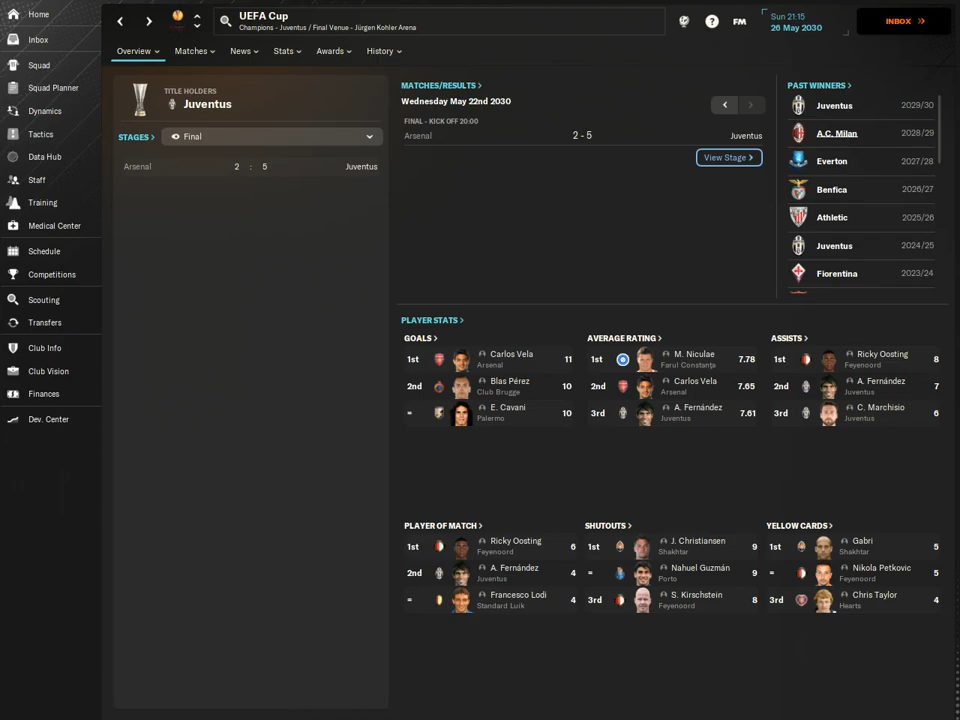 Home
UEFA Cup
Champions - Juventus / Final Venue - Jürgen Kohler Arena
?
FM
Sun 21:15
26 May 2030
INBOX
Inbox
Squad
Squad Planner
Dynamics
Tactics
Data Hub
Staff
Training
Medical Center
Schedule
Competitions
Scouting
Transfers
Club Info
Club Vision
Finances
Dev. Center
Overview
Matches
News
Stats
Awards
History
TITLE HOLDERS
Juventus
STAGES
Final
Arsenal 2 : 5 Juventus
MATCHES/RESULTS
Wednesday May 22nd 2030
FINAL - KICK OFF 20:00
Arsenal 2 - 5 Juventus
View Stage
PAST WINNERS
Juventus 2029/30
A.C. Milan 2028/29
Everton 2027/28
Benfica 2026/27
Athletic 2025/26
Juventus 2024/25
Fiorentina 2023/24
PLAYER STATS
GOALS
1st Carlos Vela 11
Arsenal
2nd Blas Pérez 10
Club Brugge
= E. Cavani 10
Palermo
AVERAGE RATING
1st M. Niculae 7.78
Farul Constanța
2nd Carlos Vela 7.65
Arsenal
3rd A. Fernández 7.61
Juventus
ASSISTS
1st Ricky Oosting 8
Feyenoord
2nd A. Fernández 7
Juventus
3rd C. Marchisio 6
Juventus
PLAYER OF MATCH
1st Ricky Oosting 6
Feyenoord
2nd A. Fernández 4
Juventus
= Francesco Lodi 4
Standard Luik
SHUTOUTS
1st J. Christiansen 9
Shakhtar
= Nahuel Guzmán 9
Porto
3rd S. Kirschstein 8
Feyenoord
YELLOW CARDS
1st Gabri 5
Shakhtar
= Nikola Petkovic 5
Feyenoord
3rd Chris Taylor 4
Hearts